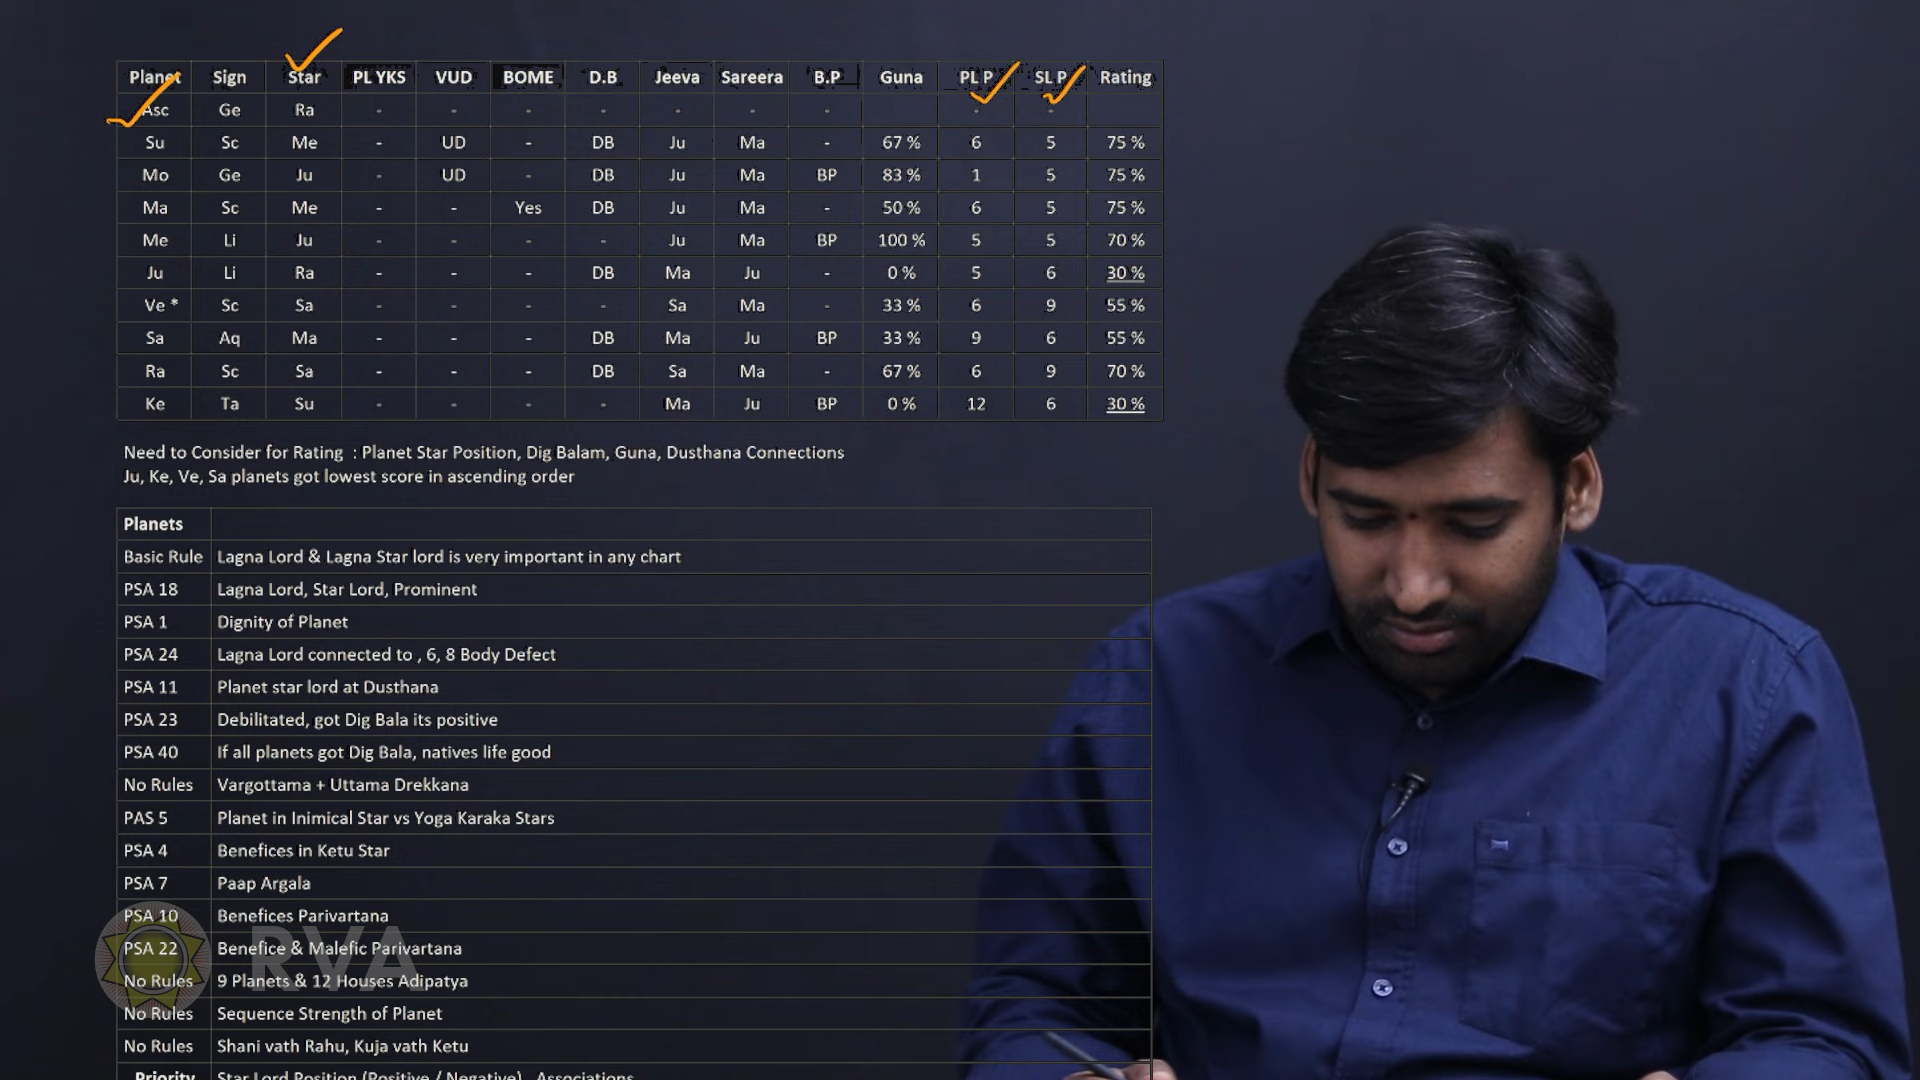 Planet Sign Star PL YKS VUD BOME D.B Jeeva Sareera B.P Guna PL P SL P Rating
Asc Ge Ra - - - - - - - - -
Su Sc Me - UD - DB Ju Ma - 67 % 6 5 75 %
Mo Ge Ju - UD - DB Ju Ma BP 83 % 1 5 75 %
Ma Sc Me - - Yes DB Ju Ma - 50 % 6 5 75 %
Me Li Ju - - - - Ju Ma BP 100 % 5 5 70 %
Ju Li Ra - - - DB Ma Ju - 0 % 5 6 30 %
Ve * Sc Sa - - - - Sa Ma - 33 % 6 9 55 %
Sa Aq Ma - - - DB Ma Ju BP 33 % 9 6 55 %
Ra Sc Sa - - - DB Sa Ma - 67 % 6 9 70 %
Ke Ta Su - - - - Ma Ju BP 0 % 12 6 30 %
Need to Consider for Rating : Planet Star Position, Dig Balam, Guna, Dusthana Connections
Ju, Ke, Ve, Sa planets got lowest score in ascending order
Planets
Basic Rule Lagna Lord & Lagna Star lord is very important in any chart
PSA 18 Lagna Lord, Star Lord, Prominent
PSA 1 Dignity of Planet
PSA 24 Lagna Lord connected to , 6, 8 Body Defect
PSA 11 Planet star lord at Dusthana
PSA 23 Debilitated, got Dig Bala its positive
PSA 40 If all planets got Dig Bala, natives life good
No Rules Vargottama + Uttama Drekkana
PAS 5 Planet in Inimical Star vs Yoga Karaka Stars
PSA 4 Benefices in Ketu Star
PSA 7 Paap Argala
PSA 10 Benefices Parivartana
PSA 22 Benefice & Malefic Parivartana
RVA
No Rules 9 Planets & 12 Houses Adipatya
No Rules Sequence Strength of Planet
No Rules Shani vath Rahu, Kuja vath Ketu
Priority Star Lord Position (Positive / Negative) , Associations